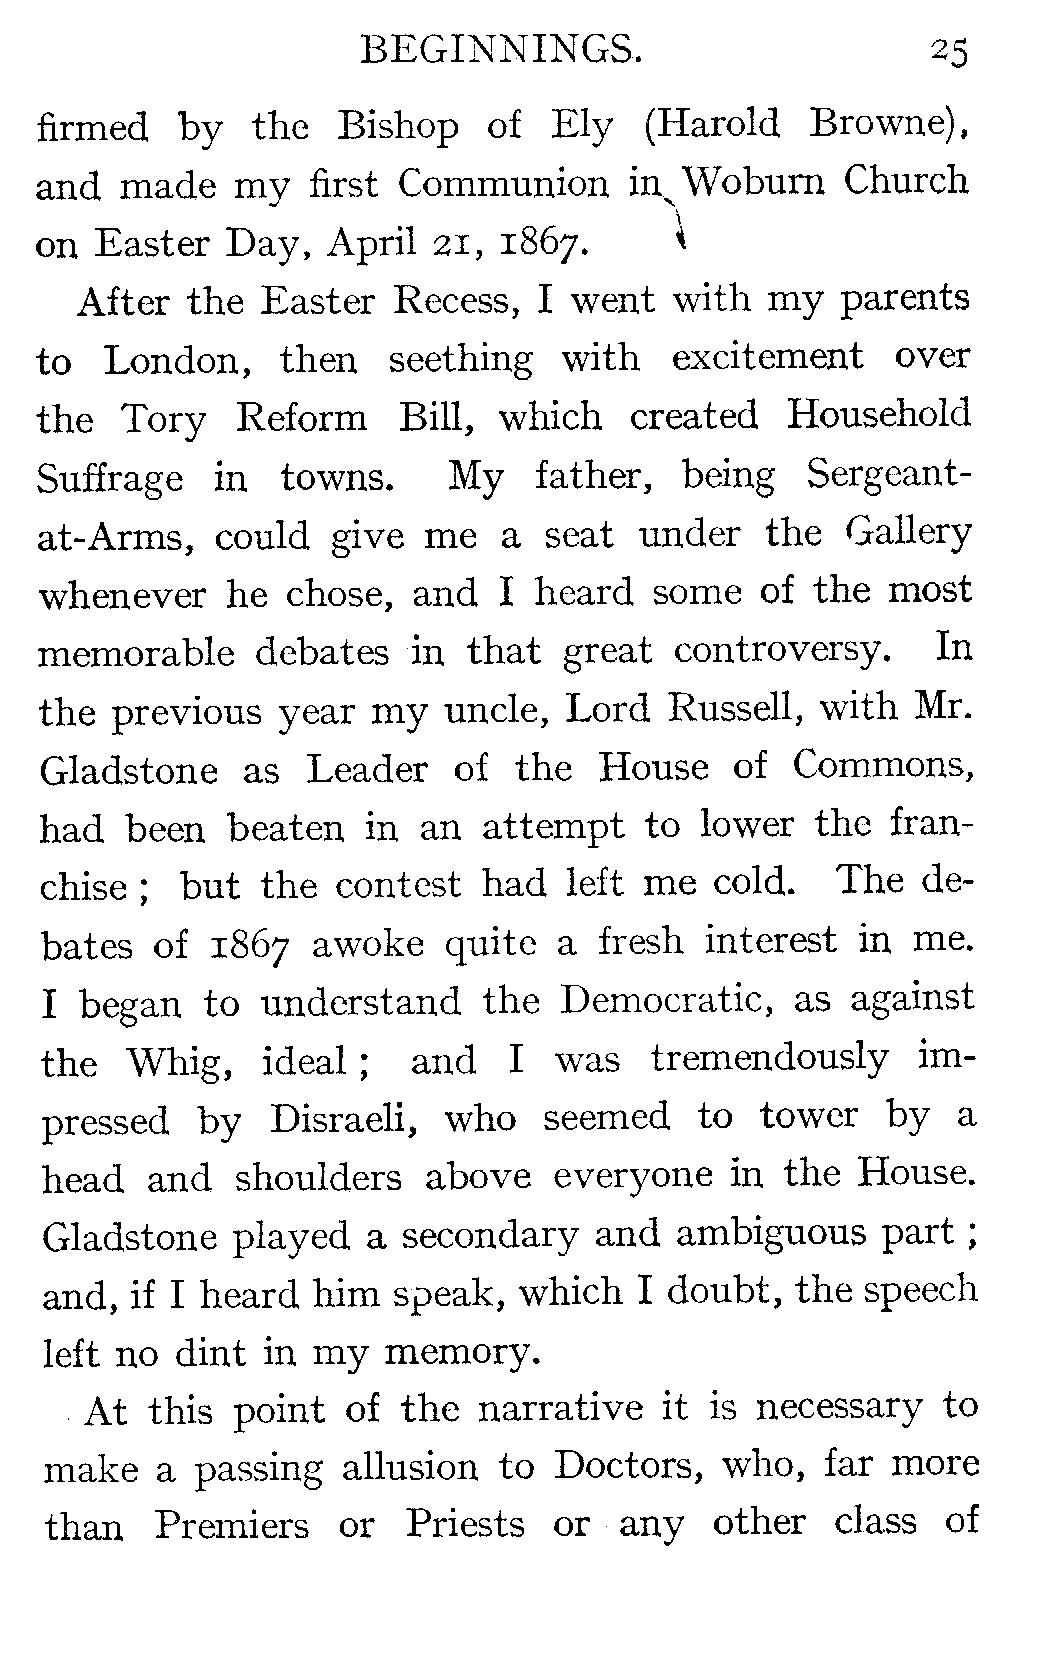 BEGINNINGS. 25
firmed by the Bishop of Ely (Harold Browne),
and made my first Communion in Woburn Church
on Easter Day, April 21, 1867.
After the Easter Recess, I went with my parents
to London, then seething with excitement over
the Tory Reform Bill, which created Household
Suffrage in towns. My father, being Sergeant-
at-Arms, could give me a seat under the Gallery
whenever he chose, and I heard some of the most
memorable debates in that great controversy. In
the previous year my uncle, Lord Russell, with Mr.
Gladstone as Leader of the House of Commons,
had been beaten in an attempt to lower the fran-
chise ; but the contest had left me cold. The de-
bates of 1867 awoke quite a fresh interest in me.
I began to understand the Democratic, as against
the Whig, ideal ; and I was tremendously im-
pressed by Disraeli, who seemed to tower by a
head and shoulders above everyone in the House.
Gladstone played a secondary and ambiguous part ;
and, if I heard him speak, which I doubt, the speech
left no dint in my memory.
At this point of the narrative it is necessary to
make a passing allusion to Doctors, who, far more
than Premiers or Priests or any other class of